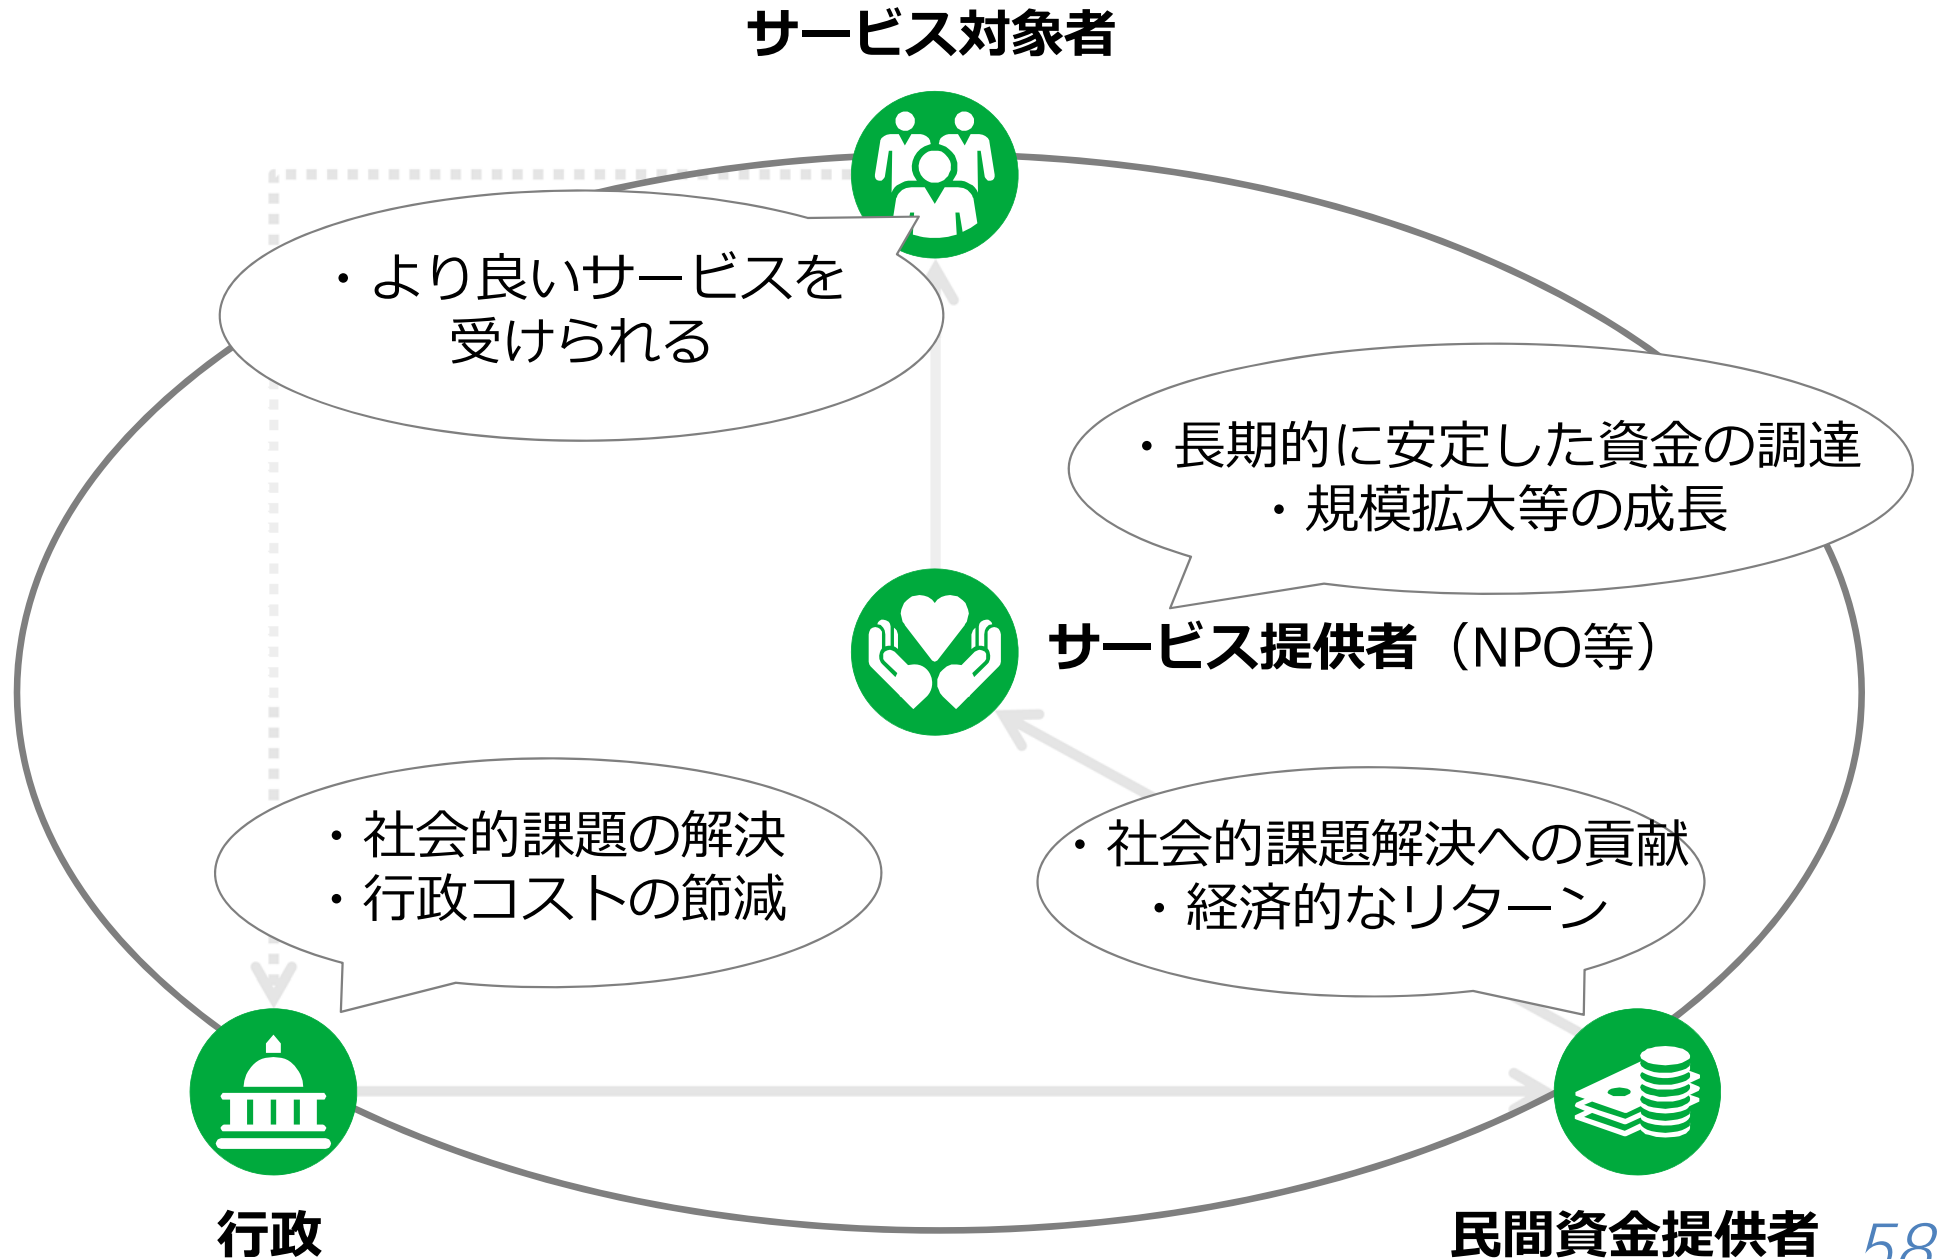 サービス対象者
・より良いサービスを
受けられる
・長期的に安定した資金の調達
・規模拡大等の成長
サービス提供者（NPO等）
・社会的課題の解決
・行政コストの節減
・社会的課題解決への貢献
・経済的なリターン
行政
民間資金提供者
58